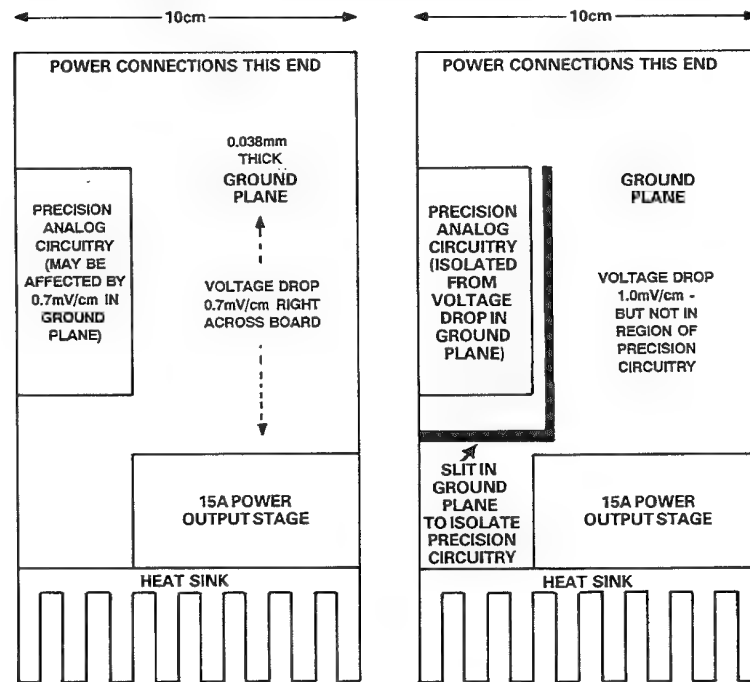 10cm
POWER CONNECTIONS THIS END
0.038mm
THICK
GROUND
PLANE
PRECISION
ANALOG
CIRCUITRY
(MAY BE
AFFECTED BY
0.7mV/cm IN
GROUND
PLANE)
VOLTAGE DROP
0.7mV/cm RIGHT
ACROSS BOARD
15A POWER
OUTPUT STAGE
HEAT SINK
10cm
POWER CONNECTIONS THIS END
GROUND
PLANE
PRECISION
ANALOG
CIRCUITRY
(ISOLATED
FROM
VOLTAGE
DROP IN
GROUND
PLANE)
VOLTAGE DROP
1.0mV/cm -
BUT NOT IN
REGION OF
PRECISION
CIRCUITRY
SLIT IN
GROUND
PLANE
TO ISOLATE
PRECISION
CIRCUITRY
15A POWER
OUTPUT STAGE
HEAT SINK